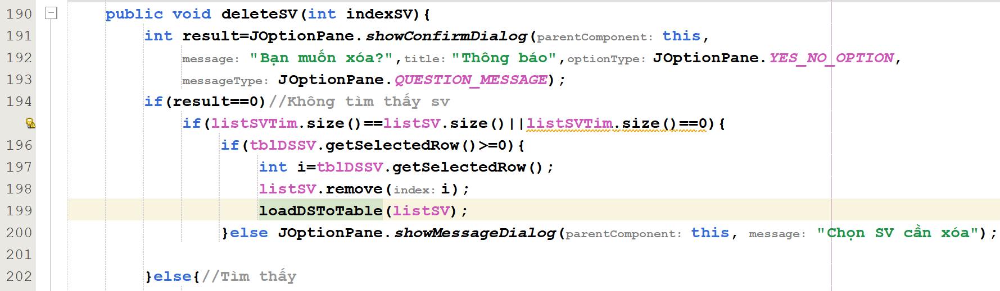 190 public void deleteSV(int indexSV){
191 int result=JOptionPane.showConfirmDialog(parentComponent: this,
192 message: "Bạn muốn xóa?",title:"Thông báo",optionType: JOptionPane.YES_NO_OPTION,
193 messageType: JOptionPane.QUESTION_MESSAGE);
194 if(result==0)//Không tìm thấy sv
if(listSVTim.size()==listSV.size()||listSVTim.size()==0){
196 if(tblDSSV.getSelectedRow()>=0){
197 int i=tblDSSV.getSelectedRow();
198 listSV.remove(index: i);
199 loadDSToTable(listSV);
200 }else JOptionPane.showMessageDialog(parentComponent: this, message: "Chọn SV cần xóa");
201
202 }else{//Tìm thấy